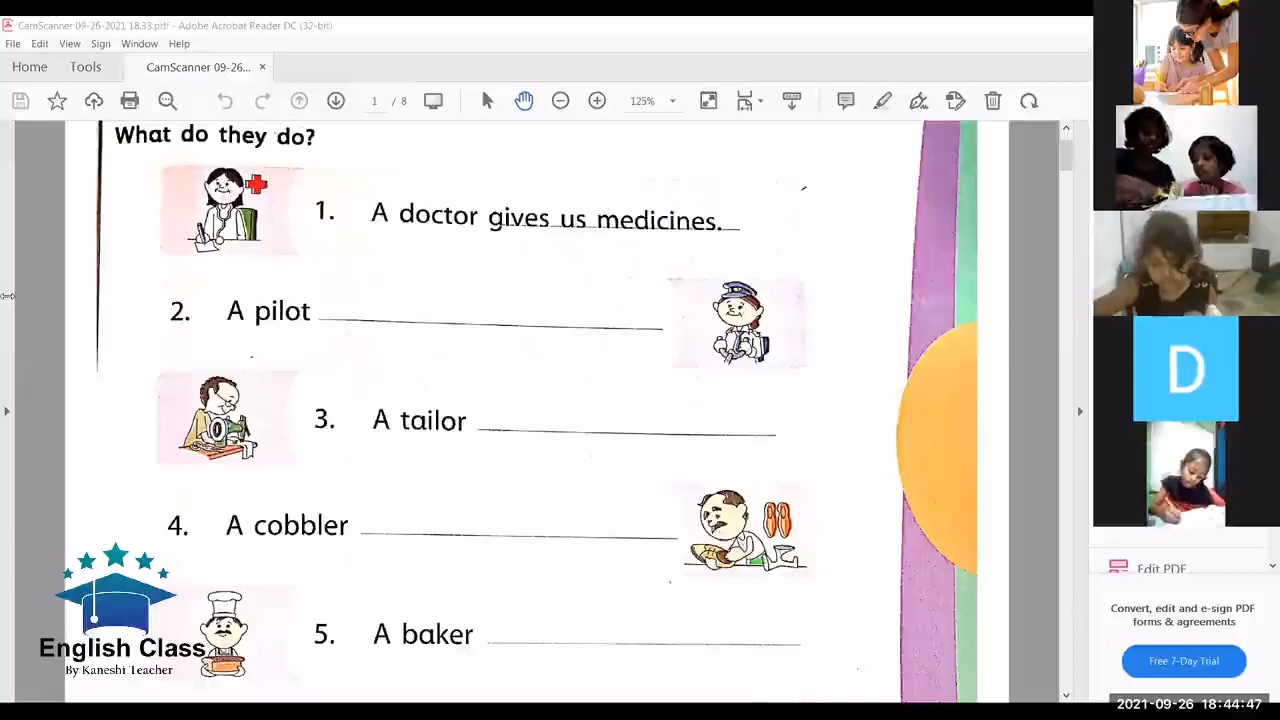 CamScanner 09-26-2021 18.33.pdf - Adobe Acrobat Reader DC (32-bit)
File Edit View Sign Window Help
Home Tools CamScanner 09-26... ×
1 / 8 125%
What do they do?
1. A doctor gives us medicines.
2. A pilot
3. A tailor
4. A cobbler
5. A baker
English Class
By Kaneshi Teacher
D
Edit PDF
Convert, edit and e-sign PDF
forms & agreements
Free 7-Day Trial
2021-09-26 18:44:47